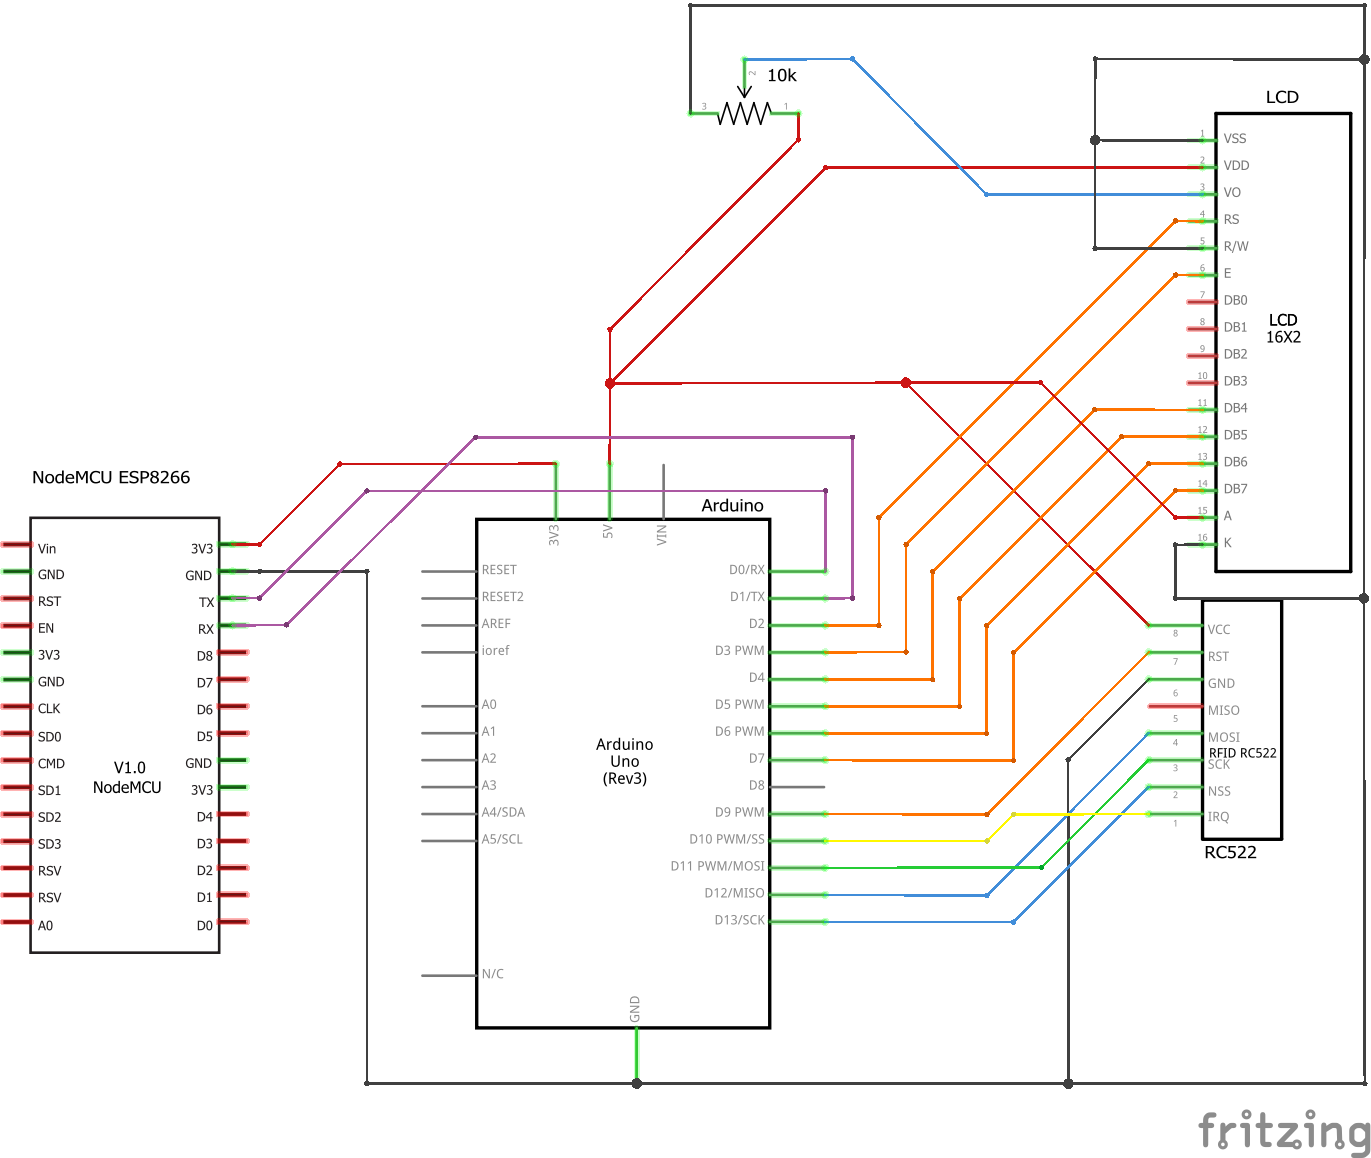 2
10k
3
1
LCD
1 VSS
2 VDD
3 VO
4 RS
5 R/W
6 E
7 DB0
8 DB1
9 DB2
10 DB3
11 DB4
12 DB5
13 DB6
14 DB7
15 A
16 K
LCD
16X2
NodeMCU ESP8266
Vin
GND
RST
EN
3V3
GND
CLK
SD0
CMD
SD1
SD2
SD3
RSV
RSV
A0
V1.0
NodeMCU
3V3
GND
TX
RX
D8
D7
D6
D5
GND
3V3
D4
D3
D2
D1
D0
Arduino
3V3
5V
VIN
RESET
RESET2
AREF
ioref
A0
A1
A2
A3
A4/SDA
A5/SCL
N/C
Arduino
Uno
(Rev3)
D0/RX
D1/TX
D2
D3 PWM
D4
D5 PWM
D6 PWM
D7
D8
D9 PWM
D10 PWM/SS
D11 PWM/MOSI
D12/MISO
D13/SCK
GND
8 VCC
7 RST
GND
6 MISO
5 MOSI
4
RFID RC522
SCK
3
NSS
2
IRQ
1
RC522
fritzing